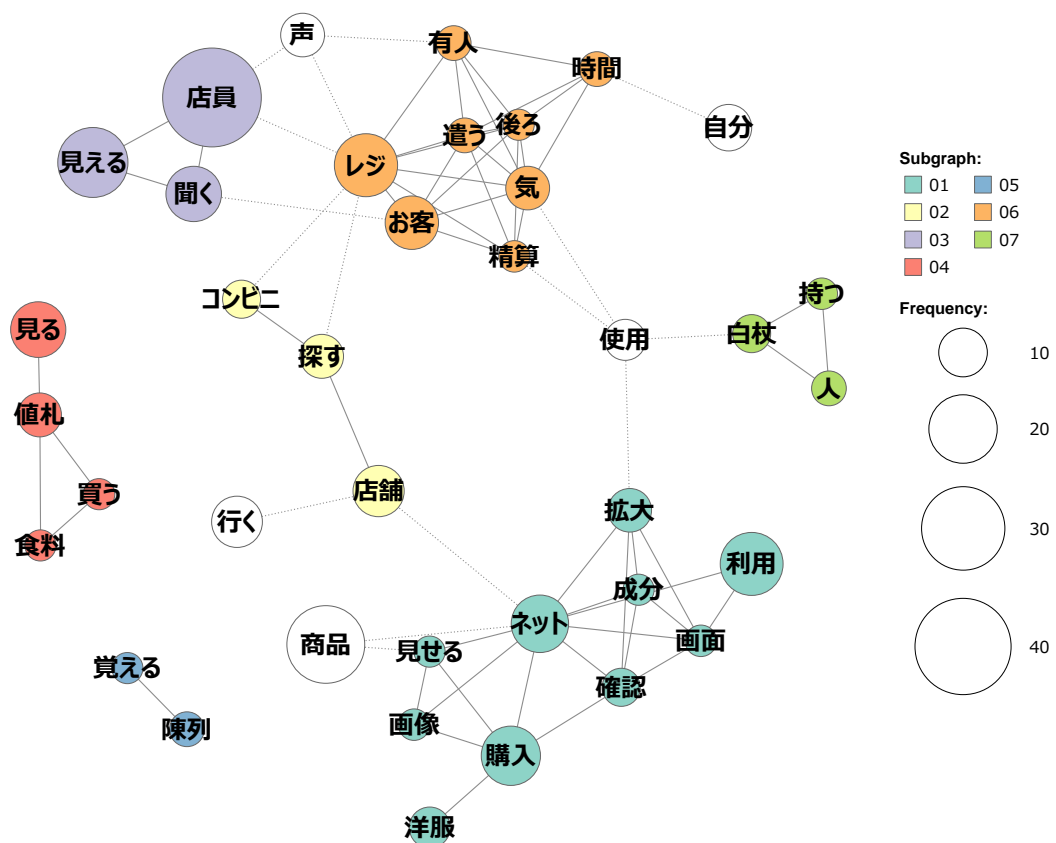 声
有人
時間
店員
自分
後ろ
遣う
見える
レジ
聞く
気
お客
精算
コンビニ
持つ
見る
使用
白杖
探す
人
値札
買う
店舗
行く
拡大
食料
利用
成分
ネット
商品
見せる
画面
覚える
確認
陳列
画像
購入
洋服
Subgraph:
01
05
02
06
03
07
04
Frequency:
10
20
30
40